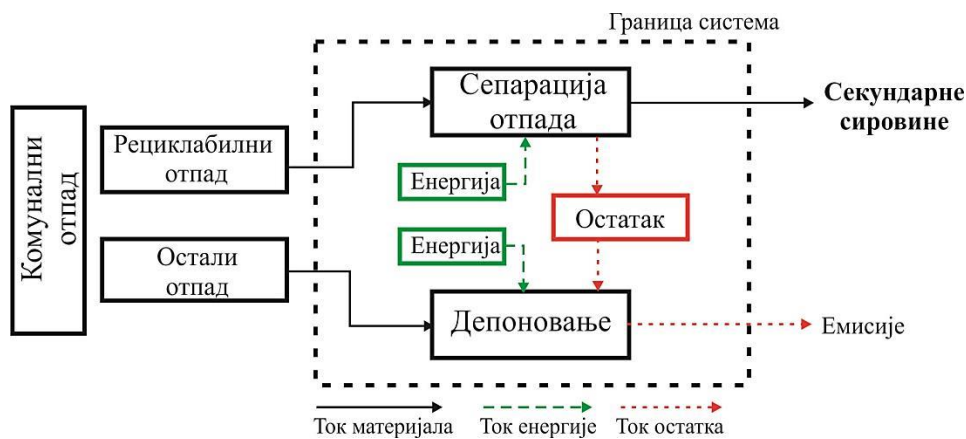 Граница система
Комунални
отпад
Рециклабилни
отпад
Остали
отпад
Сепарација
отпада
Енергија
Енергија
Остатак
Депоновање
Секундарне
сировине
Емисије
Ток материјала
Ток енергије
Ток остатка